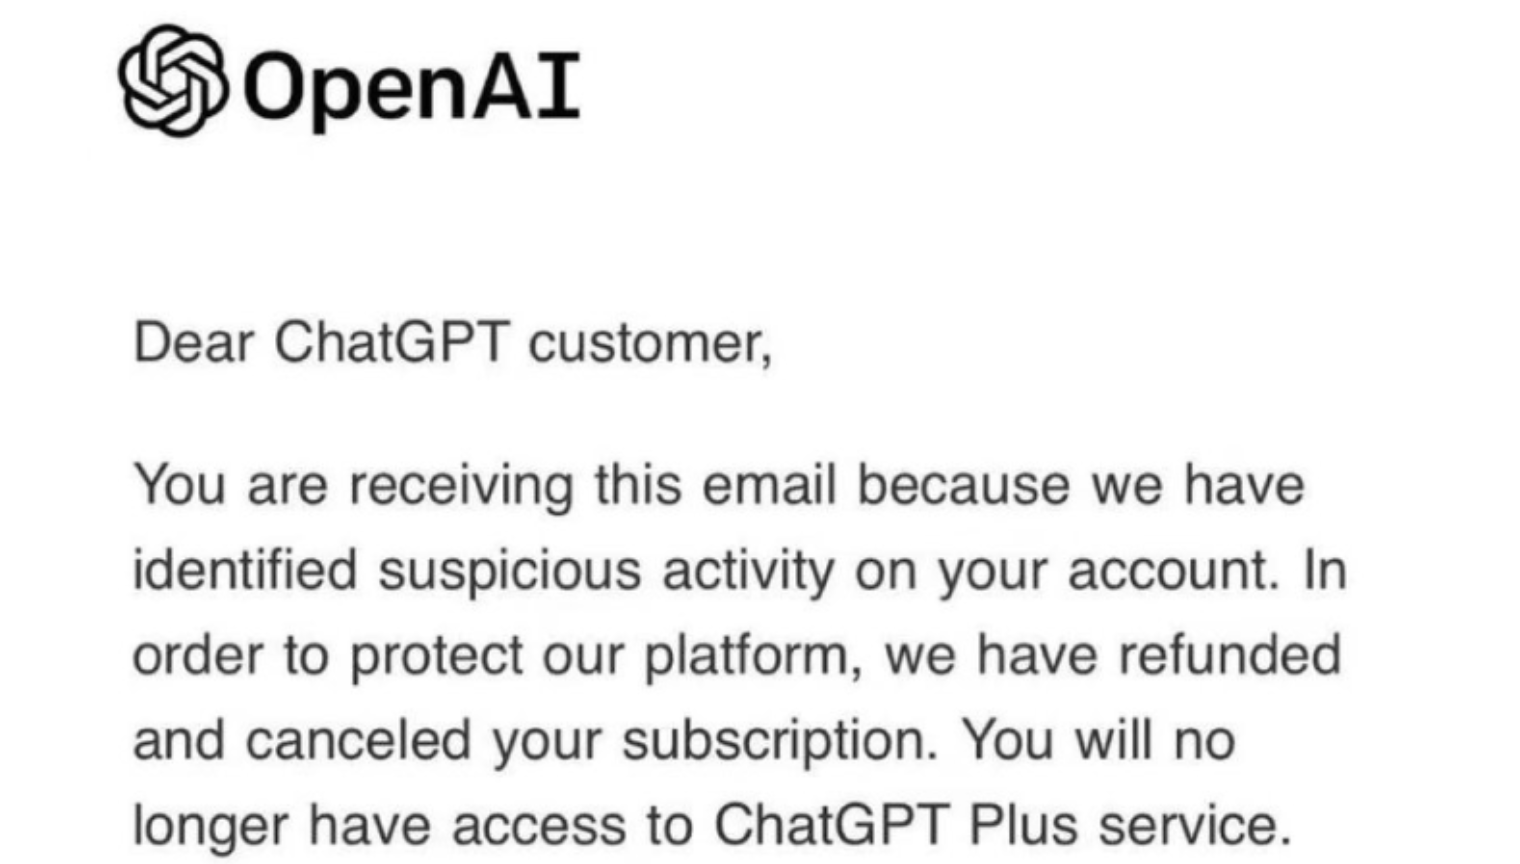 OpenAI
Dear ChatGPT customer,
You are receiving this email because we have
identified suspicious activity on your account. In
order to protect our platform, we have refunded
and canceled your subscription. You will no
longer have access to ChatGPT Plus service.